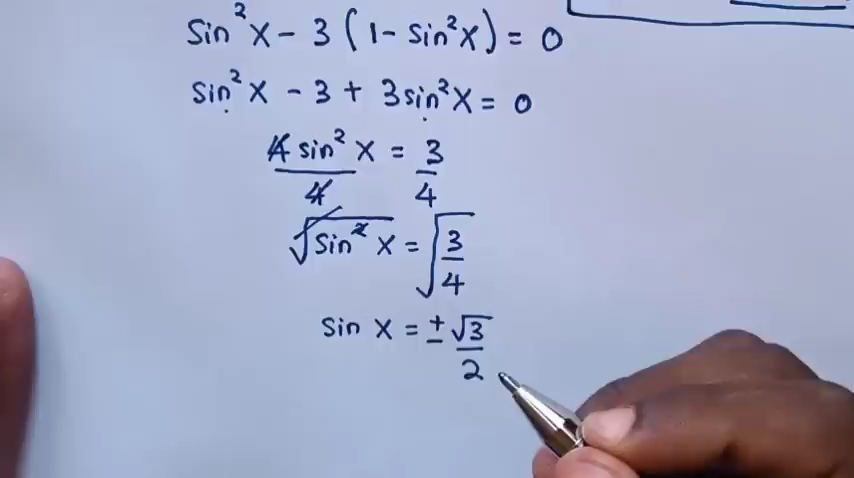 sin²x - 3 (1 - sin²x) = 0
sin²x - 3 + 3sin²x = 0
4 sin²x / 4 = 3 / 4
√sin²x = √3/4
sin x = ± √3 / 2